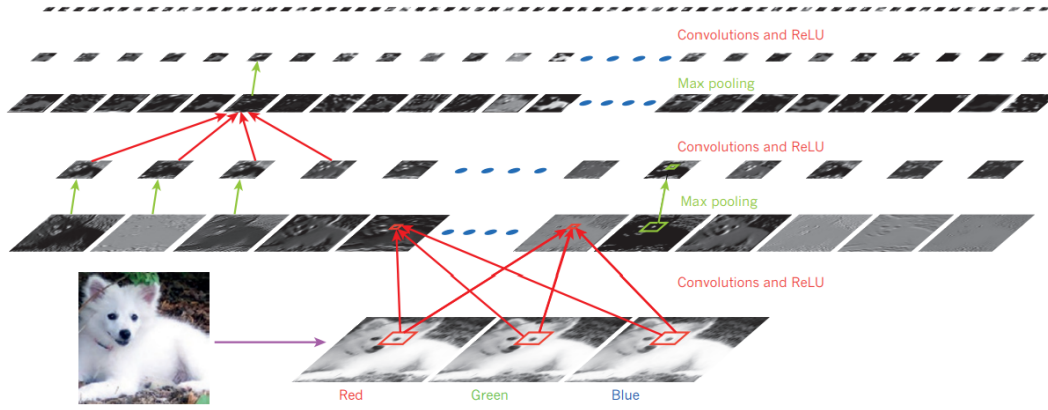 Convolutions and ReLU
Max pooling
Convolutions and ReLU
Max pooling
Convolutions and ReLU
Red Green Blue